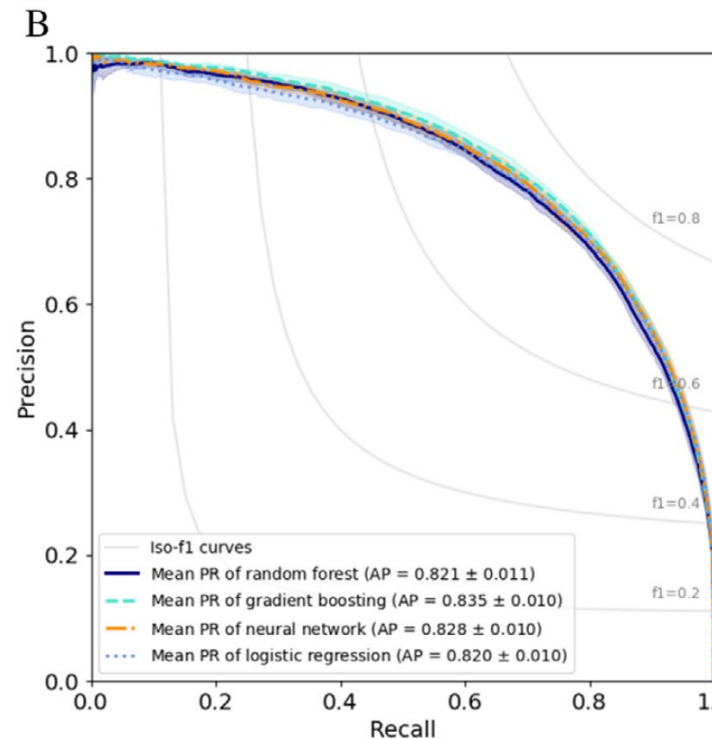 B
1.0
0.8
0.6
0.4
0.2
0.0
Precision
f1=0.8
f1=0.6
f1=0.4
f1=0.2
Iso-f1 curves
Mean PR of random forest (AP = 0.821 ± 0.011)
Mean PR of gradient boosting (AP = 0.835 ± 0.010)
Mean PR of neural network (AP = 0.828 ± 0.010)
Mean PR of logistic regression (AP = 0.820 ± 0.010)
0.0 0.2 0.4 0.6 0.8 1.
Recall